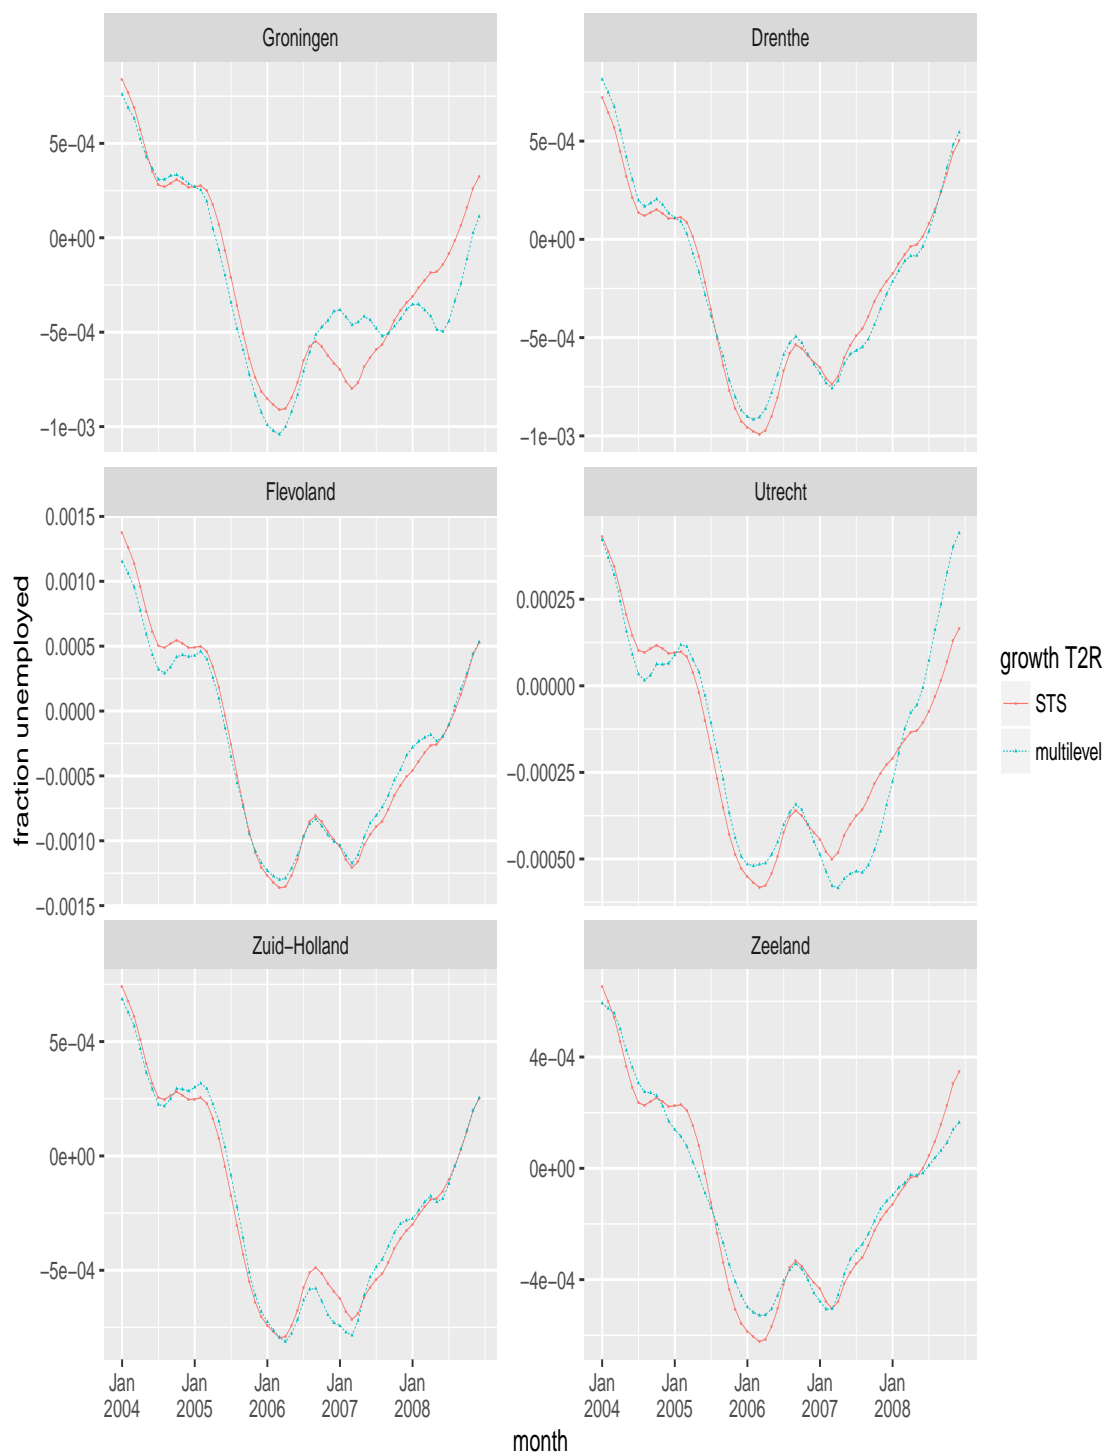 Groningen
Drenthe
5e−04
0e+00
−5e−04
−1e−03
5e−04
0e+00
−5e−04
−1e−03
Flevoland
Utrecht
0.0015
0.0010
0.0005
0.0000
−0.0005
−0.0010
−0.0015
0.00025
0.00000
−0.00025
−0.00050
fraction unemployed
growth T2R
STS
multilevel
Zuid−Holland
Zeeland
5e−04
0e+00
−5e−04
4e−04
0e+00
−4e−04
Jan 2004
Jan 2005
Jan 2006
Jan 2007
Jan 2008
Jan 2004
Jan 2005
Jan 2006
Jan 2007
Jan 2008
month